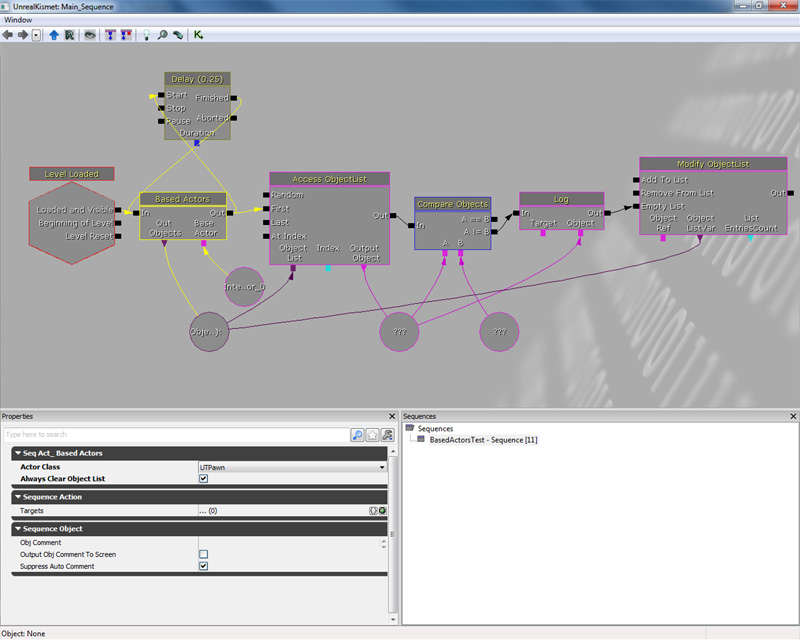 UnrealKismet: Main_Sequence
Window
Delay (0.25)
Start Finished
Stop
Aborted
Pause
Duration
Level Loaded
Loaded and Visible
Beginning of Level
Level Reset
Based Actors
In Out
Out Objects
Base Actor
Inte...or_0
Obje...):
Access ObjectList
Random
First
Last
At Index
Out
Object List
Index
Output Object
Compare Objects
In
A == B
A != B
A B
???
???
Log
In Out
Target Object
Modify ObjectList
Add To List
Remove From List
Empty List
Out
Object Ref
Object ListVar
List EntriesCount
Properties
Type here to search
Seq Act_ Based Actors
Actor Class UTPawn
Always Clear Object List
Sequence Action
Targets ... (0)
Sequence Object
Obj Comment
Output Obj Comment To Screen
Suppress Auto Comment
Sequences
Sequences
BasedActorsTest - Sequence [11]
Object: None